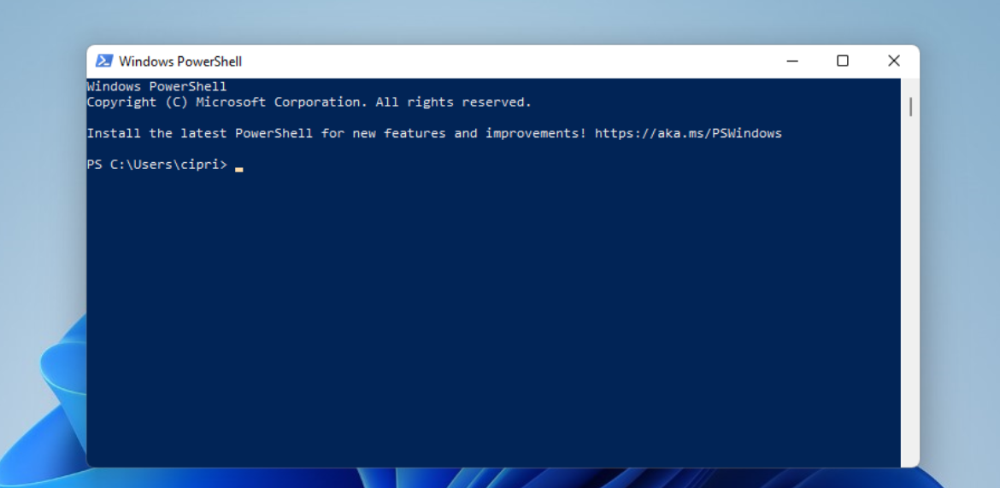 Windows PowerShell
Windows PowerShell
Copyright (C) Microsoft Corporation. All rights reserved.
Install the latest PowerShell for new features and improvements! https://aka.ms/PSWindows
PS C:\Users\cipri>